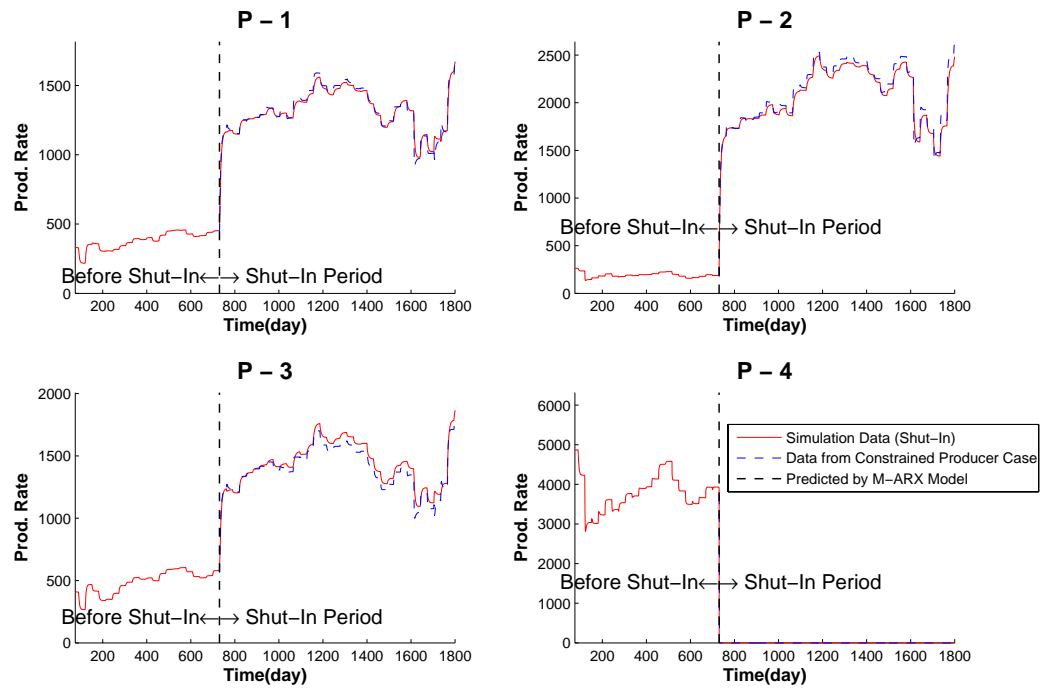 P – 1
1500
1000
500
0
Prod. Rate
Before Shut–In←→ Shut–In Period
200 400 600 800 1000 1200 1400 1600 1800
Time(day)
P – 2
2500
2000
1500
1000
500
0
Prod. Rate
Before Shut–In←→ Shut–In Period
200 400 600 800 1000 1200 1400 1600 1800
Time(day)
P – 3
2000
1500
1000
500
0
Prod. Rate
Before Shut–In←→ Shut–In Period
200 400 600 800 1000 1200 1400 1600 1800
Time(day)
P – 4
6000
5000
4000
3000
2000
1000
0
Prod. Rate
Simulation Data (Shut–In)
Data from Constrained Producer Case
Predicted by M–ARX Model
Before Shut–In←→ Shut–In Period
200 400 600 800 1000 1200 1400 1600 1800
Time(day)